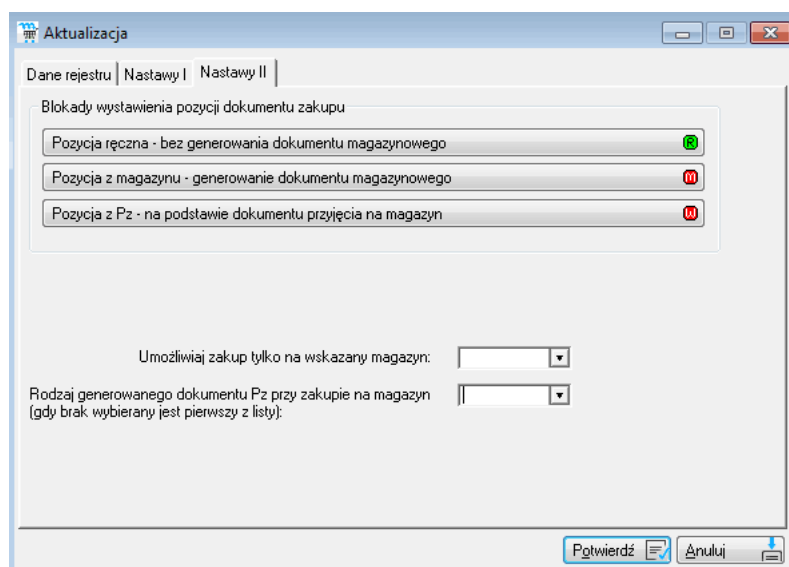 Aktualizacja
Dane rejestru Nastawy I Nastawy II
Blokady wystawienia pozycji dokumentu zakupu
Pozycja ręczna - bez generowania dokumentu magazynowego R
Pozycja z magazynu - generowanie dokumentu magazynowego M
Pozycja z Pz - na podstawie dokumentu przyjęcia na magazyn W
Umożliwiaj zakup tylko na wskazany magazyn:
Rodzaj generowanego dokumentu Pz przy zakupie na magazyn
(gdy brak wybierany jest pierwszy z listy):
Potwierdź Anuluj